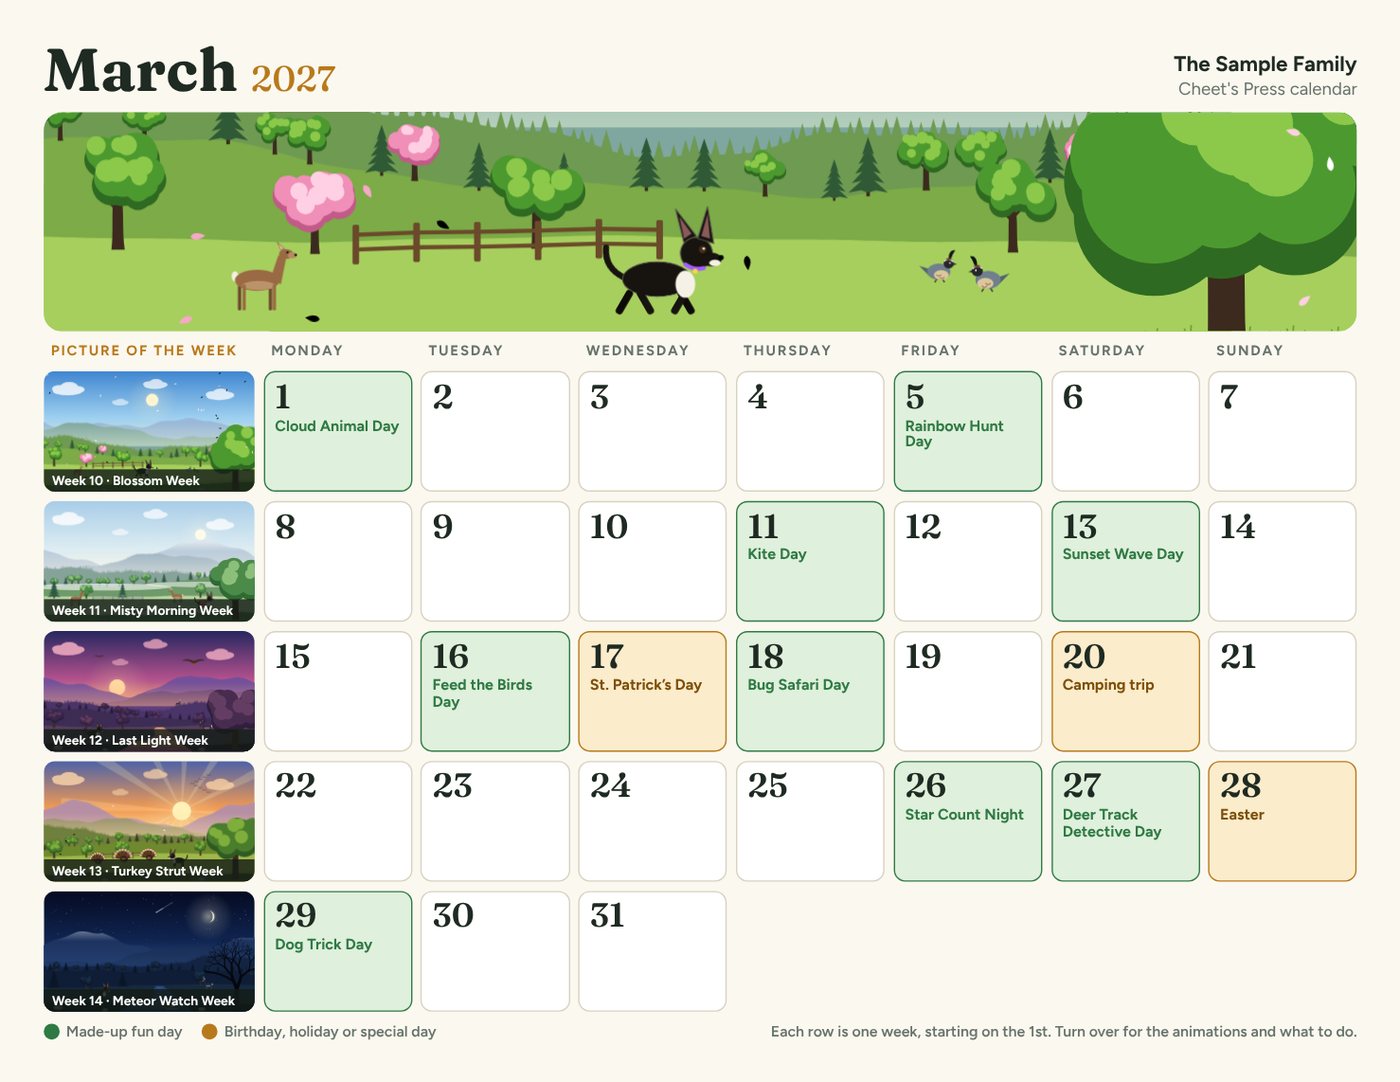 March 2027
The Sample Family
Cheet's Press calendar
PICTURE OF THE WEEK MONDAY TUESDAY WEDNESDAY THURSDAY FRIDAY SATURDAY SUNDAY
Week 10 · Blossom Week
1
Cloud Animal Day
2
3
4
5
Rainbow Hunt
Day
6
7
Week 11 · Misty Morning Week
8
9
10
11
Kite Day
12
13
Sunset Wave Day
14
Week 12 · Last Light Week
15
16
Feed the Birds
Day
17
St. Patrick’s Day
18
Bug Safari Day
19
20
Camping trip
21
Week 13 · Turkey Strut Week
22
23
24
25
26
Star Count Night
27
Deer Track
Detective Day
28
Easter
Week 14 · Meteor Watch Week
29
Dog Trick Day
30
31
Made-up fun day
Birthday, holiday or special day
Each row is one week, starting on the 1st. Turn over for the animations and what to do.